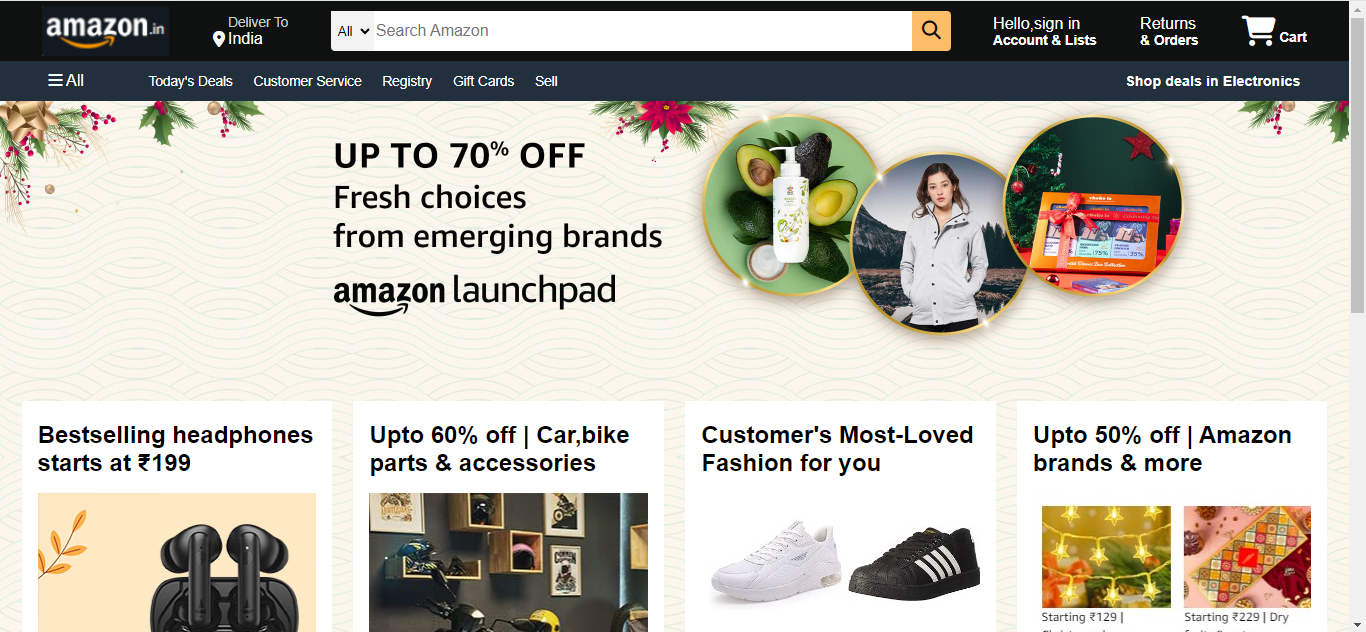 amazon.in
Deliver To
India
All
Search Amazon
Hello,sign in
Account & Lists
Returns
& Orders
Cart
All
Today's Deals
Customer Service
Registry
Gift Cards
Sell
Shop deals in Electronics
UP TO 70% OFF
Fresh choices
from emerging brands
amazon launchpad
75%
35%
Bestselling headphones
starts at ₹199
Upto 60% off | Car,bike
parts & accessories
Customer's Most-Loved
Fashion for you
Upto 50% off | Amazon
brands & more
Starting ₹129 |
Starting ₹229 | Dry